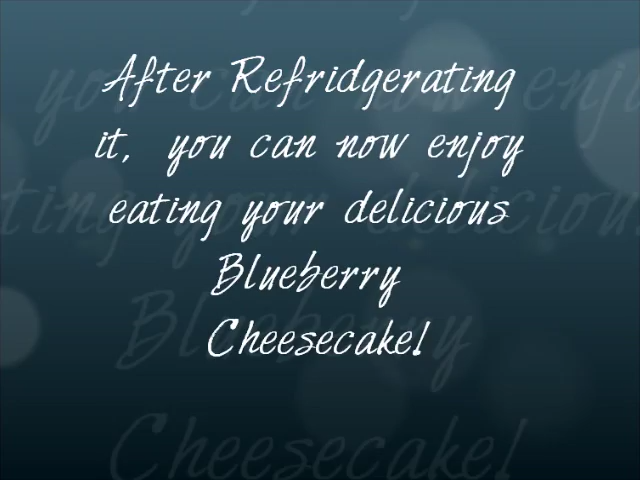 After Refridgerating
it, you can now enjoy
eating your delicious
Blueberry
Cheesecake!